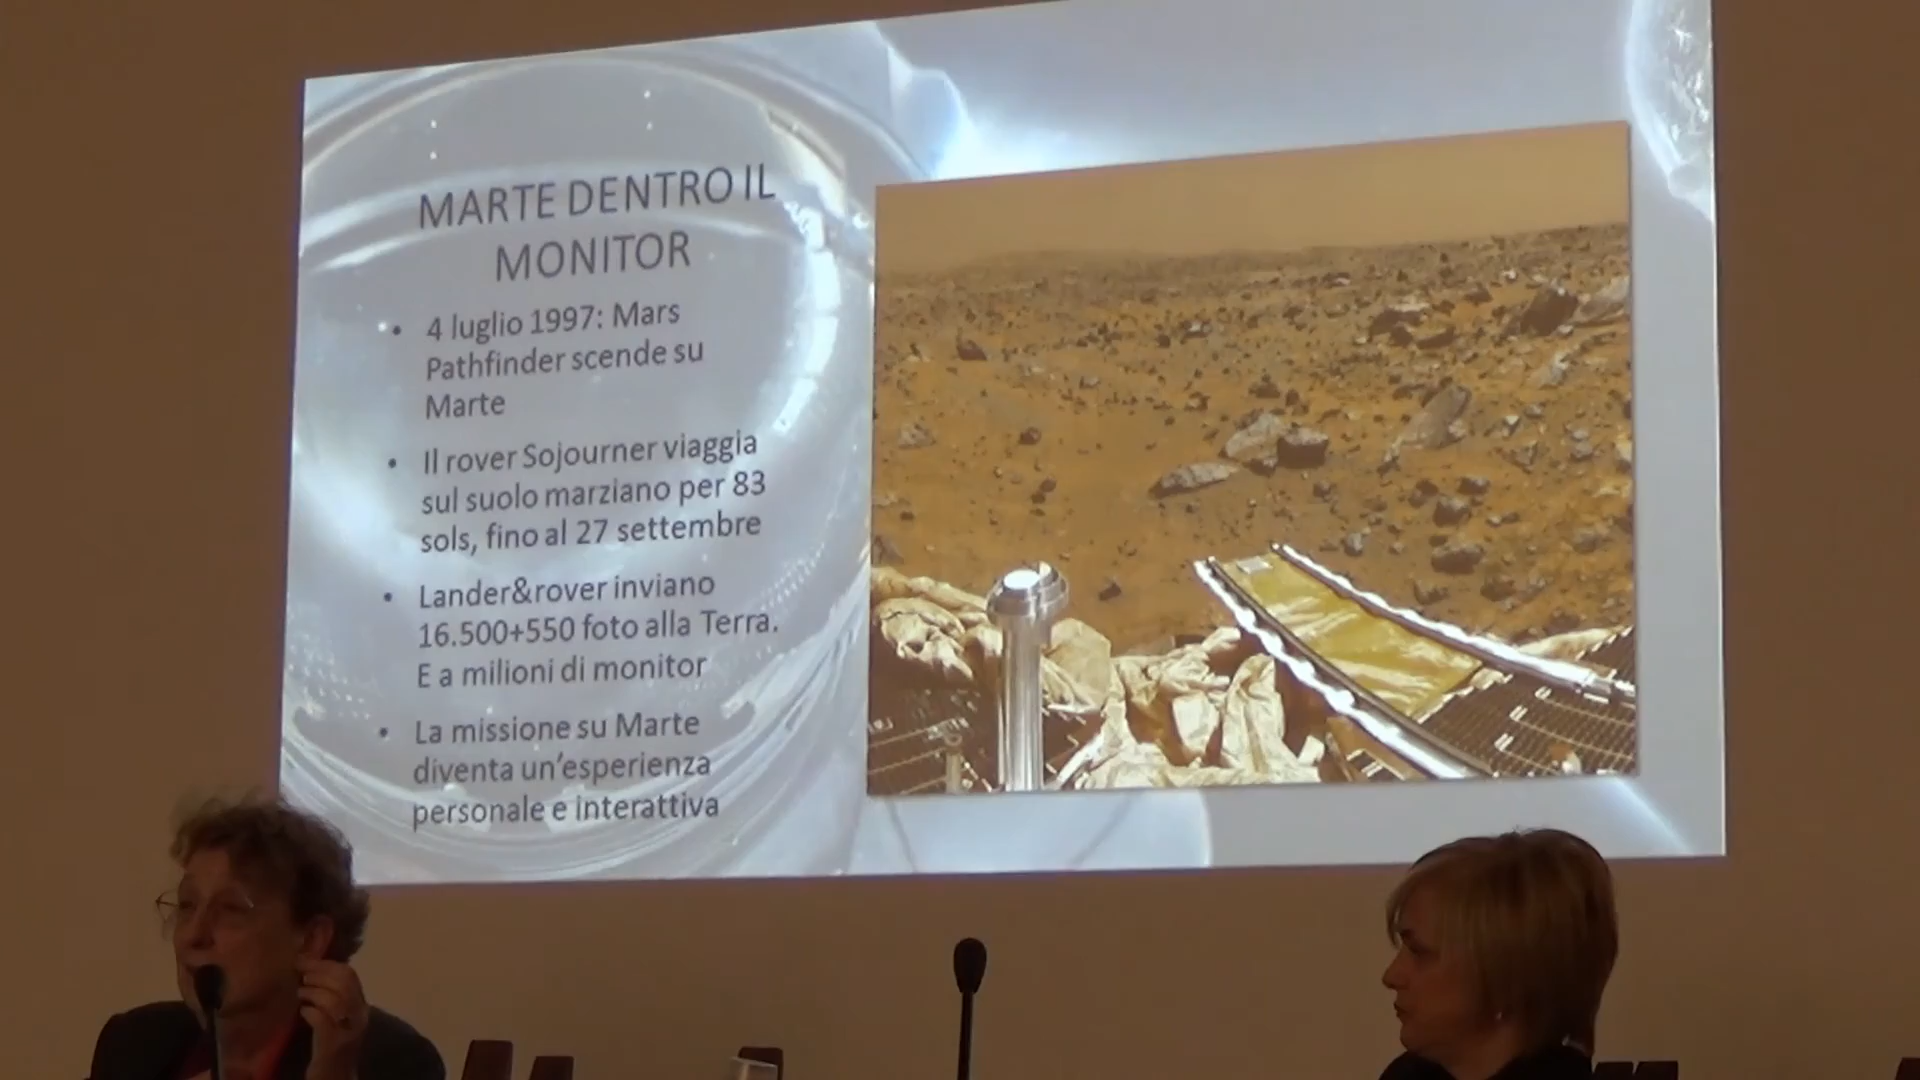 MARTE DENTRO IL
MONITOR
• 4 luglio 1997: Mars
Pathfinder scende su
Marte
• Il rover Sojourner viaggia
sul suolo marziano per 83
sols, fino al 27 settembre
• Lander&rover inviano
16.500+550 foto alla Terra.
E a milioni di monitor
• La missione su Marte
diventa un'esperienza
personale e interattiva